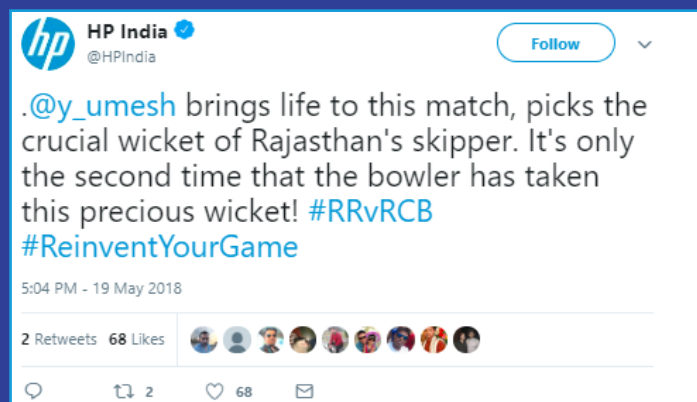 hp
HP India
@HPIndia
Follow
.@y_umesh brings life to this match, picks the
crucial wicket of Rajasthan's skipper. It's only
the second time that the bowler has taken
this precious wicket! #RRvRCB
#ReinventYourGame
5:04 PM - 19 May 2018
2 Retweets 68 Likes
2 68